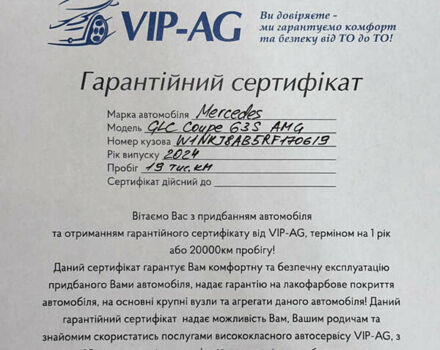 VIP-AG
Ви довіряєте -
ми гарантуємо комфорт
та безпеку від ТО до ТО!
Гарантійний сертифікат
Марка автомобіля Mercedes
Модель GLC Coupe 63S AMG
Номер кузова W1NKJ8AB5RF170619
Рік випуску 2024
Пробіг 19 тис.км
Сертифікат дійсний до
Вітаємо Вас з придбанням автомобіля
та отриманням гарантійного сертифікату від VIP-AG, терміном на 1 рік
або 20000км пробігу!
Даний сертифікат гарантує Вам комфортну та безпечну експлуатацію
придбаного Вами автомобіля, надає гарантію на лакофарбове покриття
автомобіля, на основні крупні вузли та агрегати даного автомобіля! Даний
гарантійний сертифікат надає можливість Вам, Вашим родичам та
знайомим скористатись послугами висококласного автосервісу VIP-AG, з